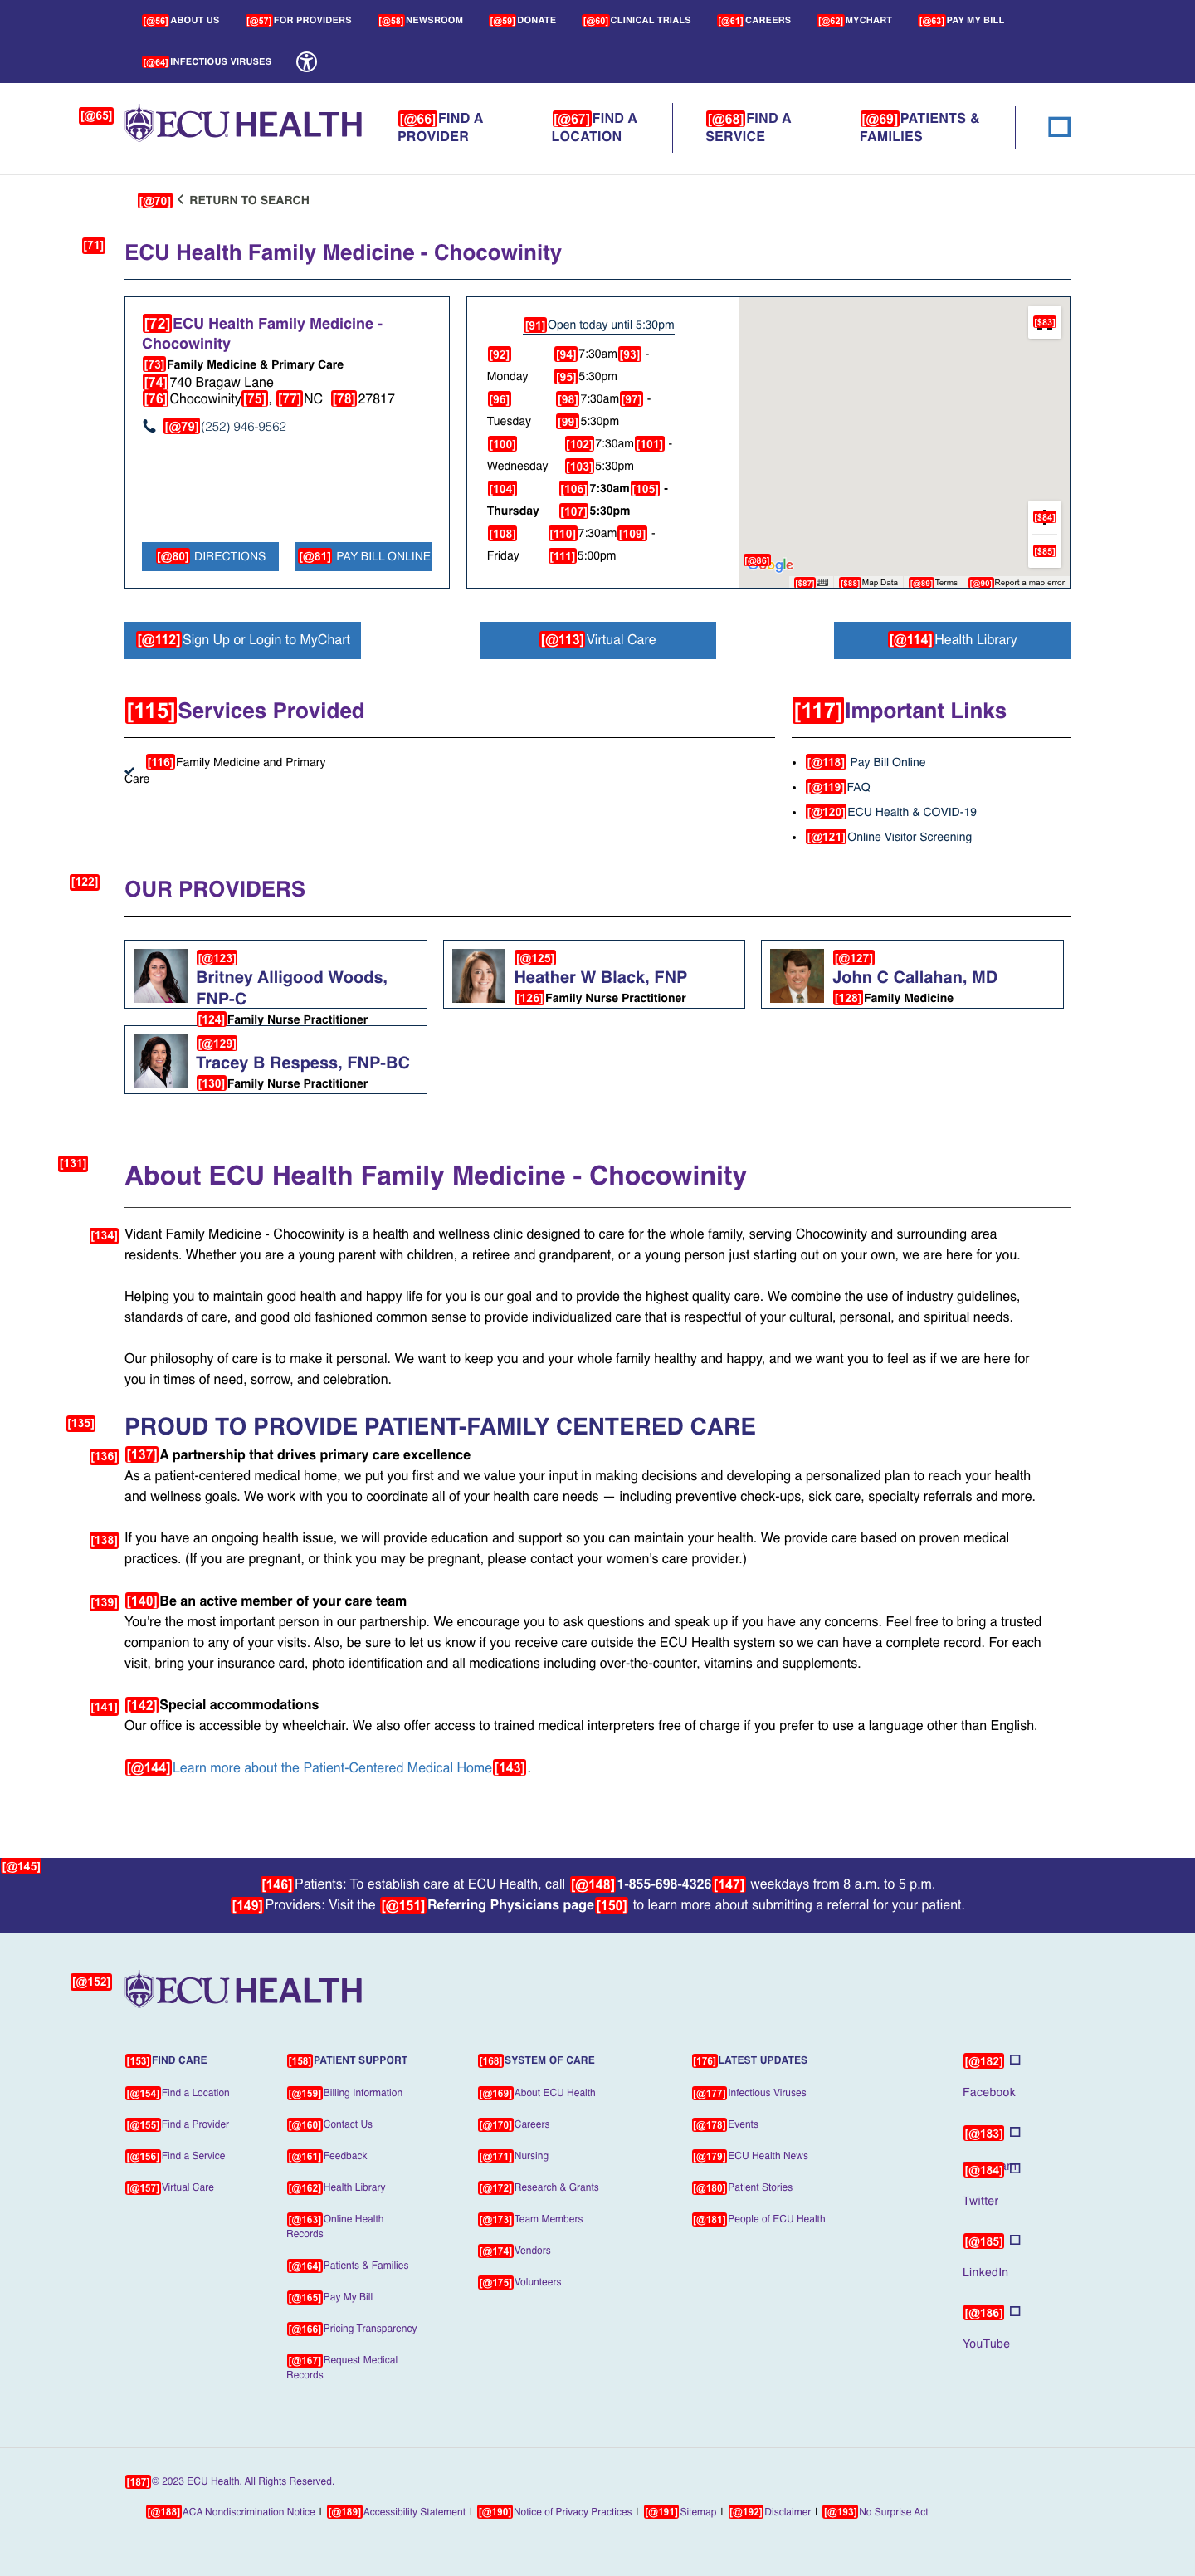 [@56] ABOUT US [@57] FOR PROVIDERS [@58] NEWSROOM [@59] DONATE [@60] CLINICAL TRIALS [@61] CAREERS [@62] MYCHART [@63] PAY MY BILL
[@64] INFECTIOUS VIRUSES
[@65] ECU HEALTH
[@66]FIND A PROVIDER
[@67]FIND A LOCATION
[@68]FIND A SERVICE
[@69]PATIENTS & FAMILIES
[@70] RETURN TO SEARCH
[71] ECU Health Family Medicine - Chocowinity
[72]ECU Health Family Medicine -
Chocowinity
[73]Family Medicine & Primary Care
[74]740 Bragaw Lane
[76]Chocowinity[75], [77]NC [78]27817
[@79](252) 946-9562
[@80] DIRECTIONS [@81] PAY BILL ONLINE
[91]Open today until 5:30pm
[92] [94]7:30am[93] -
Monday [95]5:30pm
[96] [98]7:30am[97] -
Tuesday [99]5:30pm
[100] [102]7:30am[101] -
Wednesday [103]5:30pm
[104] [106]7:30am[105] -
Thursday [107]5:30pm
[108] [110]7:30am[109] -
Friday [111]5:00pm
[$83]
[$84]
[$85]
[@86] Google
[$87] [$88]Map Data [@89]Terms [@90]Report a map error
[@112]Sign Up or Login to MyChart [@113]Virtual Care [@114]Health Library
[115]Services Provided
[116]Family Medicine and Primary
Care
[117]Important Links
[@118] Pay Bill Online
[@119]FAQ
[@120]ECU Health & COVID-19
[@121]Online Visitor Screening
[122] OUR PROVIDERS
[@123]
Britney Alligood Woods,
FNP-C
[124]Family Nurse Practitioner
[@125]
Heather W Black, FNP
[126]Family Nurse Practitioner
[@127]
John C Callahan, MD
[128]Family Medicine
[@129]
Tracey B Respess, FNP-BC
[130]Family Nurse Practitioner
[131] About ECU Health Family Medicine - Chocowinity
[134] Vidant Family Medicine - Chocowinity is a health and wellness clinic designed to care for the whole family, serving Chocowinity and surrounding area
residents. Whether you are a young parent with children, a retiree and grandparent, or a young person just starting out on your own, we are here for you.
Helping you to maintain good health and happy life for you is our goal and to provide the highest quality care. We combine the use of industry guidelines,
standards of care, and good old fashioned common sense to provide individualized care that is respectful of your cultural, personal, and spiritual needs.
Our philosophy of care is to make it personal. We want to keep you and your whole family healthy and happy, and we want you to feel as if we are here for
you in times of need, sorrow, and celebration.
[135] PROUD TO PROVIDE PATIENT-FAMILY CENTERED CARE
[136] [137]A partnership that drives primary care excellence
As a patient-centered medical home, we put you first and we value your input in making decisions and developing a personalized plan to reach your health
and wellness goals. We work with you to coordinate all of your health care needs — including preventive check-ups, sick care, specialty referrals and more.
[138] If you have an ongoing health issue, we will provide education and support so you can maintain your health. We provide care based on proven medical
practices. (If you are pregnant, or think you may be pregnant, please contact your women's care provider.)
[139] [140]Be an active member of your care team
You're the most important person in our partnership. We encourage you to ask questions and speak up if you have any concerns. Feel free to bring a trusted
companion to any of your visits. Also, be sure to let us know if you receive care outside the ECU Health system so we can have a complete record. For each
visit, bring your insurance card, photo identification and all medications including over-the-counter, vitamins and supplements.
[141] [142]Special accommodations
Our office is accessible by wheelchair. We also offer access to trained medical interpreters free of charge if you prefer to use a language other than English.
[@144]Learn more about the Patient-Centered Medical Home[143].
[@145]
[146]Patients: To establish care at ECU Health, call [@148]1-855-698-4326[147] weekdays from 8 a.m. to 5 p.m.
[149]Providers: Visit the [@151]Referring Physicians page[150] to learn more about submitting a referral for your patient.
[@152] ECU HEALTH
[153]FIND CARE
[@154]Find a Location
[@155]Find a Provider
[@156]Find a Service
[@157]Virtual Care
[158]PATIENT SUPPORT
[@159]Billing Information
[@160]Contact Us
[@161]Feedback
[@162]Health Library
[@163]Online Health
Records
[@164]Patients & Families
[@165]Pay My Bill
[@166]Pricing Transparency
[@167]Request Medical
Records
[168]SYSTEM OF CARE
[@169]About ECU Health
[@170]Careers
[@171]Nursing
[@172]Research & Grants
[@173]Team Members
[@174]Vendors
[@175]Volunteers
[176]LATEST UPDATES
[@177]Infectious Viruses
[@178]Events
[@179]ECU Health News
[@180]Patient Stories
[@181]People of ECU Health
[@182]
Facebook
[@183]
[@184]
Twitter
[@185]
LinkedIn
[@186]
YouTube
[187]© 2023 ECU Health. All Rights Reserved.
[@188]ACA Nondiscrimination Notice | [@189]Accessibility Statement | [@190]Notice of Privacy Practices | [@191]Sitemap | [@192]Disclaimer | [@193]No Surprise Act